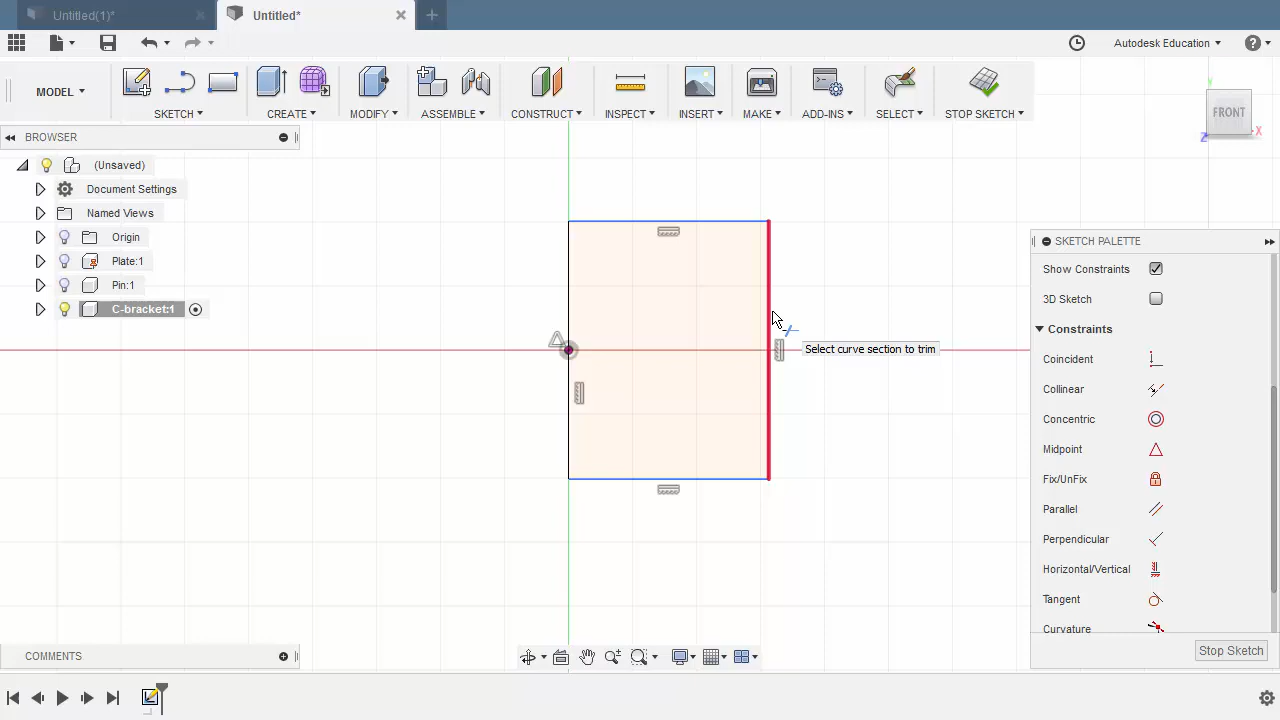 Untitled(1)*
Untitled*
Autodesk Education
MODEL
SKETCH
CREATE
MODIFY
ASSEMBLE
CONSTRUCT
INSPECT
INSERT
MAKE
ADD-INS
SELECT
STOP SKETCH
Y
FRONT
Z
X
BROWSER
(Unsaved)
Document Settings
Named Views
Origin
Plate:1
Pin:1
C-bracket:1
Select curve section to trim
SKETCH PALETTE
Show Constraints
3D Sketch
Constraints
Coincident
Collinear
Concentric
Midpoint
Fix/UnFix
Parallel
Perpendicular
Horizontal/Vertical
Tangent
Curvature
Stop Sketch
COMMENTS